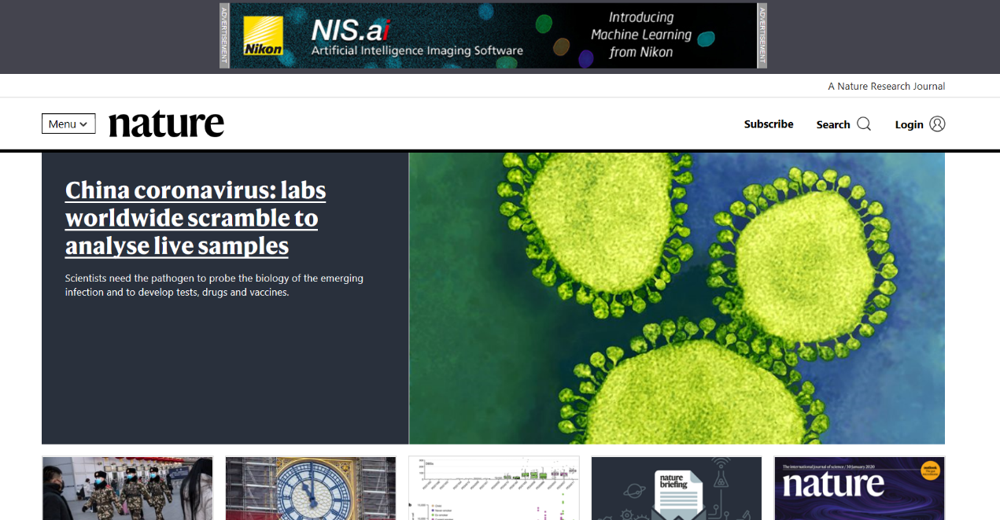 ADVERTISEMENT
Nikon
NIS.ai
Artificial Intelligence Imaging Software
Introducing
Machine Learning
from Nikon
ADVERTISEMENT
A Nature Research Journal
Menu
nature
Subscribe
Search
Login
China coronavirus: labs
worldwide scramble to
analyse live samples
Scientists need the pathogen to probe the biology of the emerging
infection and to develop tests, drugs and vaccines.
nature
briefing
The international journal of science / 30 January 2020
nature